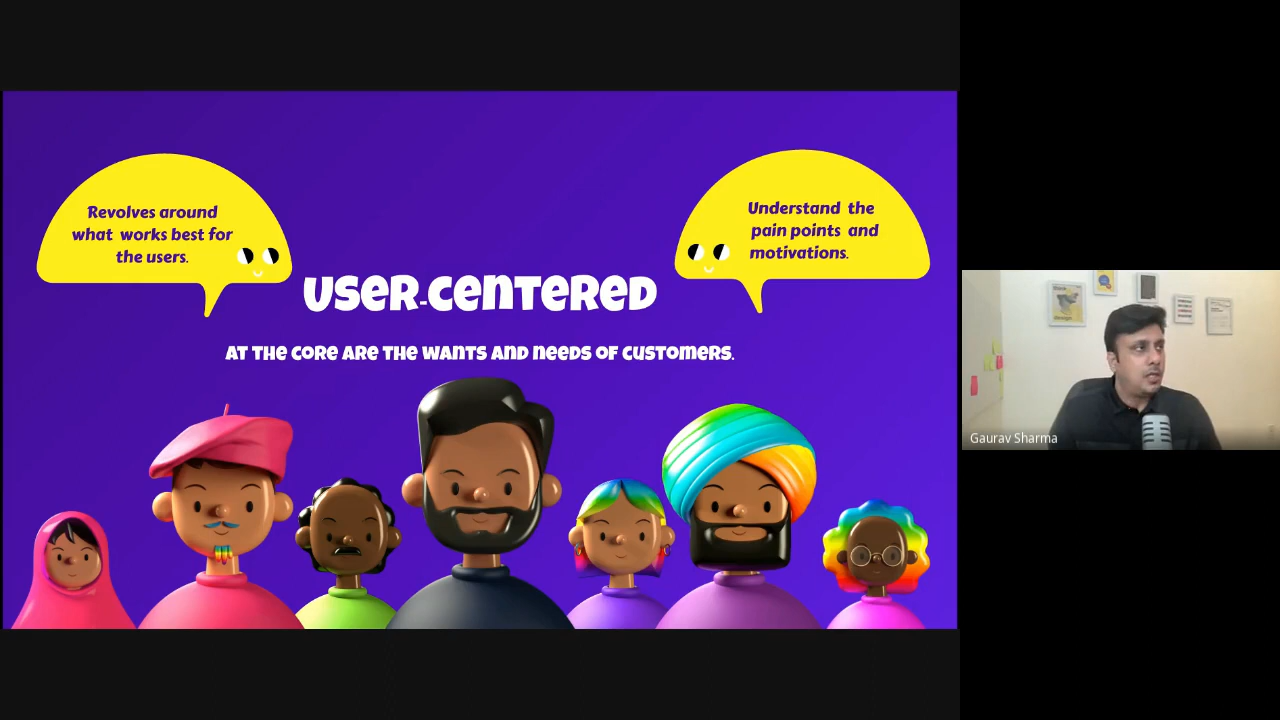 Revolves around
what works best for
the users.
Understand the
pain points and
motivations.
USER-CENTERED
AT THE CORE ARE THE WANTS AND NEEDS OF CUSTOMERS.
Gaurav Sharma